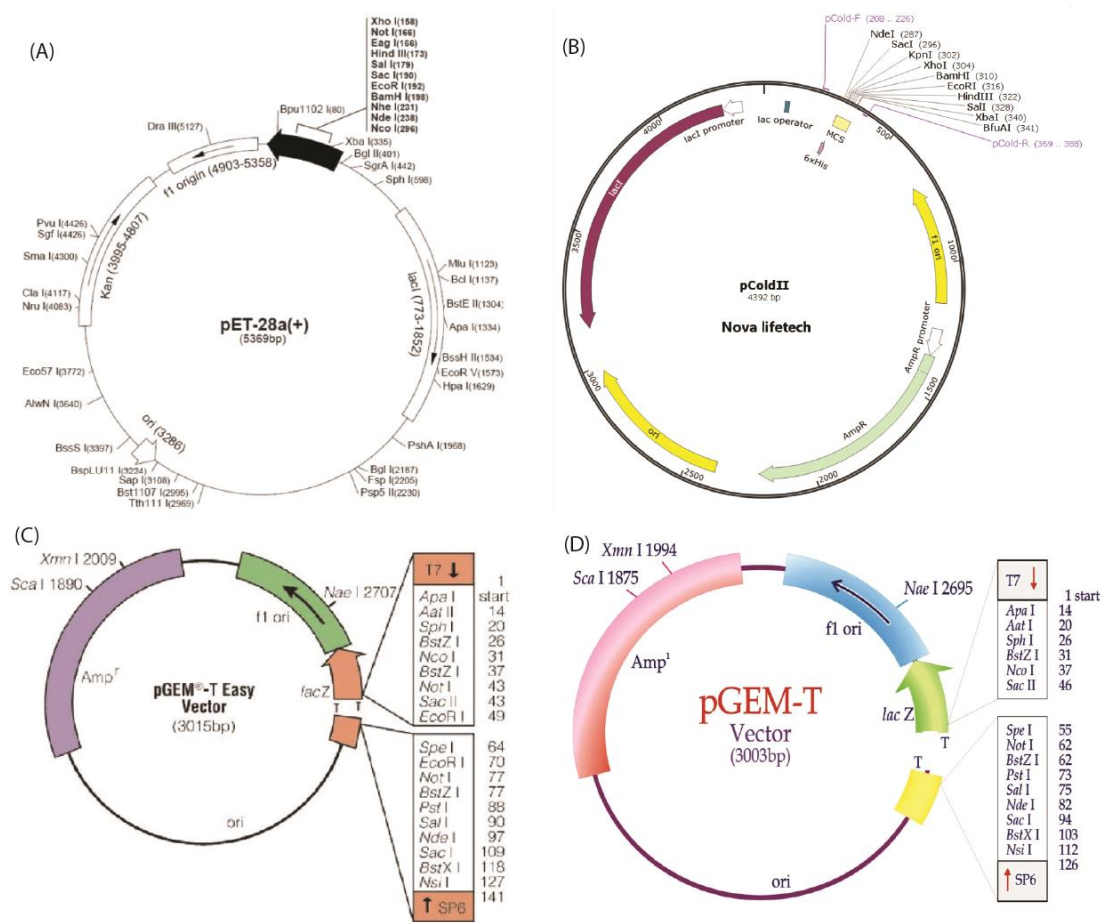 (A)
Xho I(158)
Not I(166)
Eag I(166)
Hind III(173)
Sal I(179)
Sac I(190)
EcoR I(192)
BamH I(198)
Nhe I(231)
Nde I(238)
Nco I(296)
Bpu1102 I(80)
Dra III(5127)
Xba I(335)
Bgl II(401)
SgrA I(442)
Sph I(598)
f1 origin (4903-5358)
Pvu I(4426)
Sgf I(4426)
Sma I(4300)
Cla I(4117)
Nru I(4083)
Kan (3995-4807)
Mlu I(1123)
Bcl I(1137)
BstE II(1304)
Apa I(1334)
BssH II(1534)
EcoR V(1573)
Hpa I(1629)
lacI (773-1852)
pET-28a(+)
(5369bp)
Eco57 I(3772)
AlwN I(3640)
ori (3286)
BssS I(3397)
BspLU11 I(3224)
Sap I(3108)
Bst1107 I(2995)
Tth111 I(2969)
PshA I(1968)
Bgl I(2187)
Fsp I(2205)
Psp5 II(2230)
(B)
pCold-F (208 .. 226)
NdeI (287)
SacI (296)
KpnI (302)
XhoI (304)
BamHI (310)
EcoRI (316)
HindIII (322)
SalI (328)
XbaI (340)
BfuAI (341)
pCold-R (369 .. 388)
4000
lacI promoter
lac operator
MCS
6xHis
500
lacI
3500
f1 ori
1000
pColdII
4392 bp
Nova lifetech
AmpR promoter
1500
3000
ori
AmpR
2500
2000
(C)
Xmn I 2009
Sca I 1890
Nae I 2707
f1 ori
Ampr
pGEM®-T Easy
Vector
(3015bp)
lacZ
T T
ori
T7 ↓
1
start
Apa I 14
Aat II 20
Sph I 26
BstZ I 31
Nco I 37
BstZ I 43
Not I 43
Sac II 49
EcoR I
Spe I 64
EcoR I 70
Not I 77
BstZ I 77
Pst I 88
Sal I 90
Nde I 97
Sac I 109
BstX I 118
Nsi I 127
↑ SP6 141
(D)
Xmn I 1994
Sca I 1875
Nae I 2695
f1 ori
Amp1
pGEM-T
Vector
(3003bp)
lac Z
T
T
ori
T7 ↓
1 start
Apa I 14
Aat I 20
Sph I 26
BstZ I 31
Nco I 37
Sac II 46
Spe I 55
Not I 62
BstZ I 62
Pst I 73
Sal I 75
Nde I 82
Sac I 94
BstX I 103
Nsi I 112
126
↑ SP6